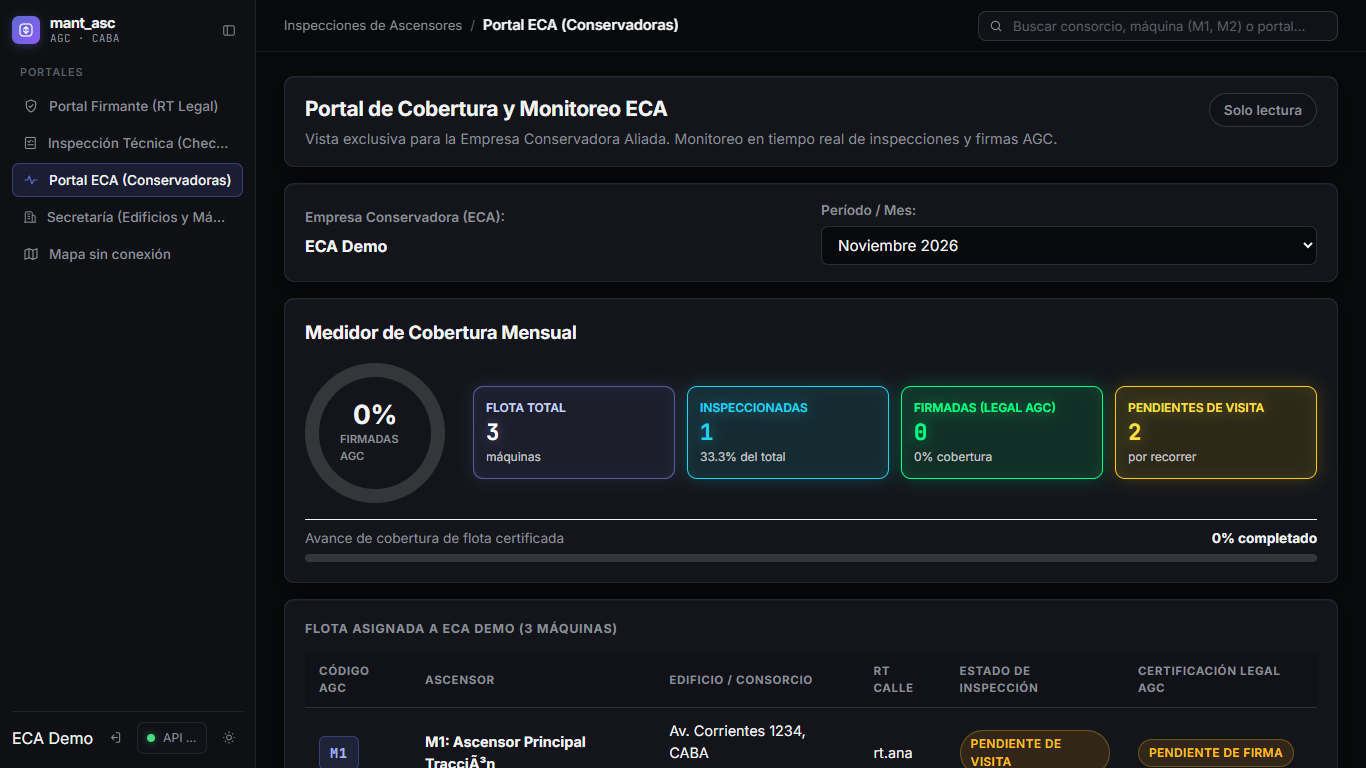 mant_asc
AGC · CABA
PORTALES
Portal Firmante (RT Legal)
Inspección Técnica (Chec...
Portal ECA (Conservadoras)
Secretaría (Edificios y Má...
Mapa sin conexión
ECA Demo
API ...
Inspecciones de Ascensores / Portal ECA (Conservadoras)
Buscar consorcio, máquina (M1, M2) o portal...
Portal de Cobertura y Monitoreo ECA
Solo lectura
Vista exclusiva para la Empresa Conservadora Aliada. Monitoreo en tiempo real de inspecciones y firmas AGC.
Empresa Conservadora (ECA):
ECA Demo
Período / Mes:
Noviembre 2026
Medidor de Cobertura Mensual
0%
FIRMADAS
AGC
FLOTA TOTAL
3
máquinas
INSPECCIONADAS
1
33.3% del total
FIRMADAS (LEGAL AGC)
0
0% cobertura
PENDIENTES DE VISITA
2
por recorrer
Avance de cobertura de flota certificada
0% completado
FLOTA ASIGNADA A ECA DEMO (3 MÁQUINAS)
CÓDIGO
AGC
ASCENSOR
EDIFICIO / CONSORCIO
RT
CALLE
ESTADO DE
INSPECCIÓN
CERTIFICACIÓN LEGAL
AGC
M1
M1: Ascensor Principal
TracciÃ³n
Av. Corrientes 1234,
CABA
rt.ana
PENDIENTE DE
VISITA
PENDIENTE DE FIRMA